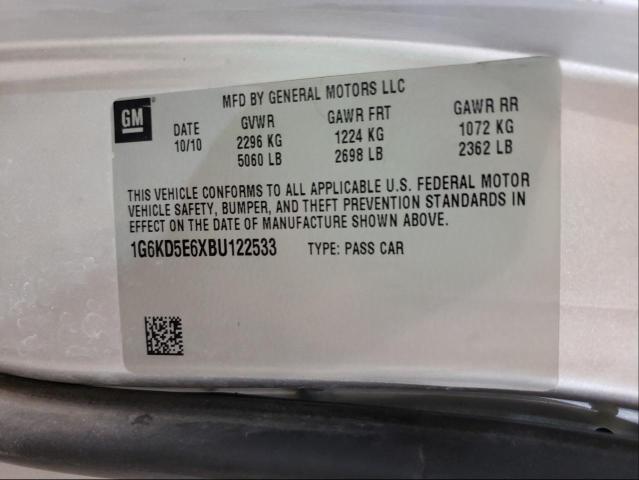 MFD BY GENERAL MOTORS LLC
GM
DATE GVWR GAWR FRT GAWR RR
10/10 2296 KG 1224 KG 1072 KG
5060 LB 2698 LB 2362 LB
THIS VEHICLE CONFORMS TO ALL APPLICABLE U.S. FEDERAL MOTOR
VEHICLE SAFETY, BUMPER, AND THEFT PREVENTION STANDARDS IN
EFFECT ON THE DATE OF MANUFACTURE SHOWN ABOVE.
1G6KD5E6XBU122533 TYPE: PASS CAR